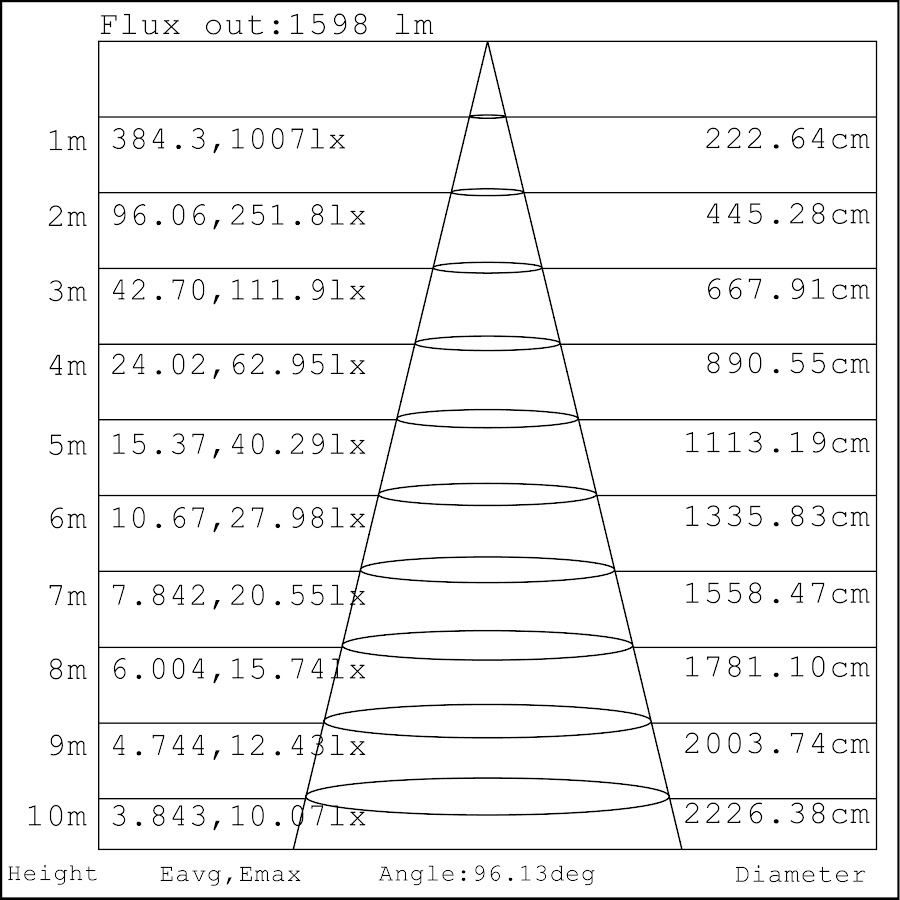 Flux out:1598 lm
1m 384.3,1007lx 222.64cm
2m 96.06,251.8lx 445.28cm
3m 42.70,111.9lx 667.91cm
4m 24.02,62.95lx 890.55cm
5m 15.37,40.29lx 1113.19cm
6m 10.67,27.98lx 1335.83cm
7m 7.842,20.55lx 1558.47cm
8m 6.004,15.74lx 1781.10cm
9m 4.744,12.43lx 2003.74cm
10m 3.843,10.07lx 2226.38cm
Height Eavg,Emax Angle:96.13deg Diameter